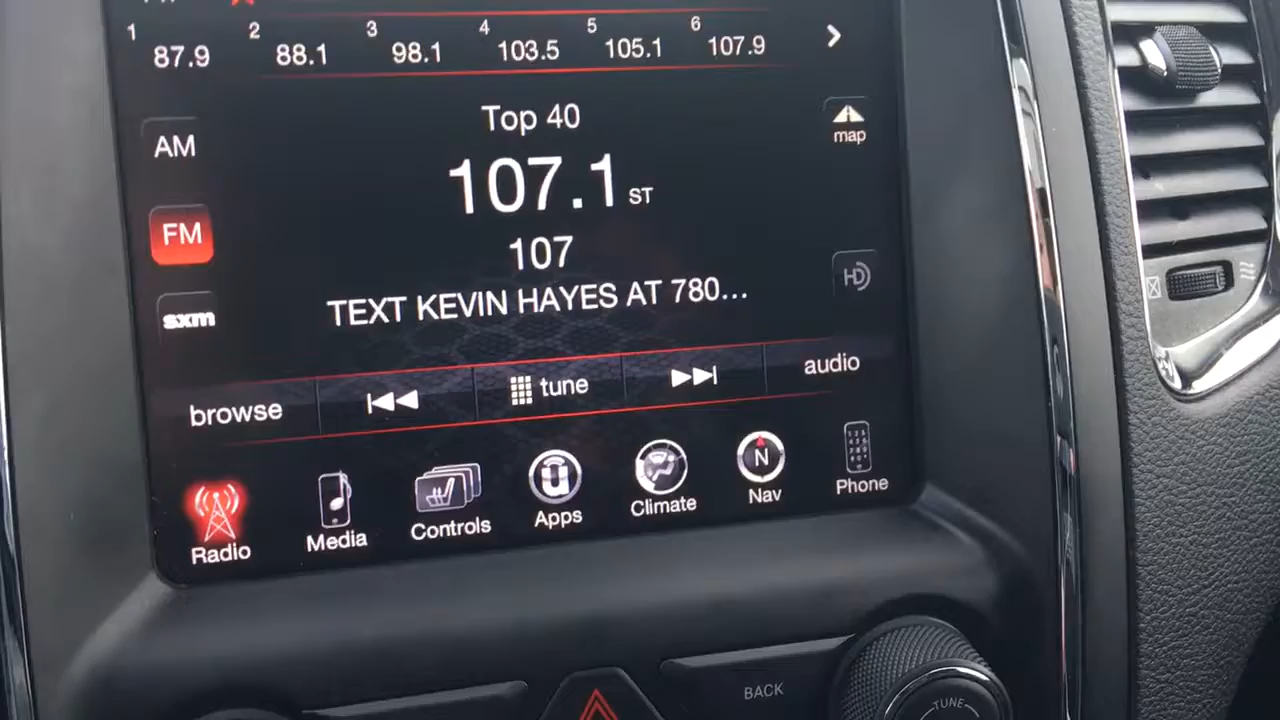 1 87.9 2 88.1 3 98.1 4 103.5 5 105.1 6 107.9
Top 40
map
AM
107.1 ST
FM
107
HD
sxm
TEXT KEVIN HAYES AT 780...
browse
tune
audio
Radio
Media
Controls
u
Apps
Climate
N
Nav
Phone
BACK
TUNE